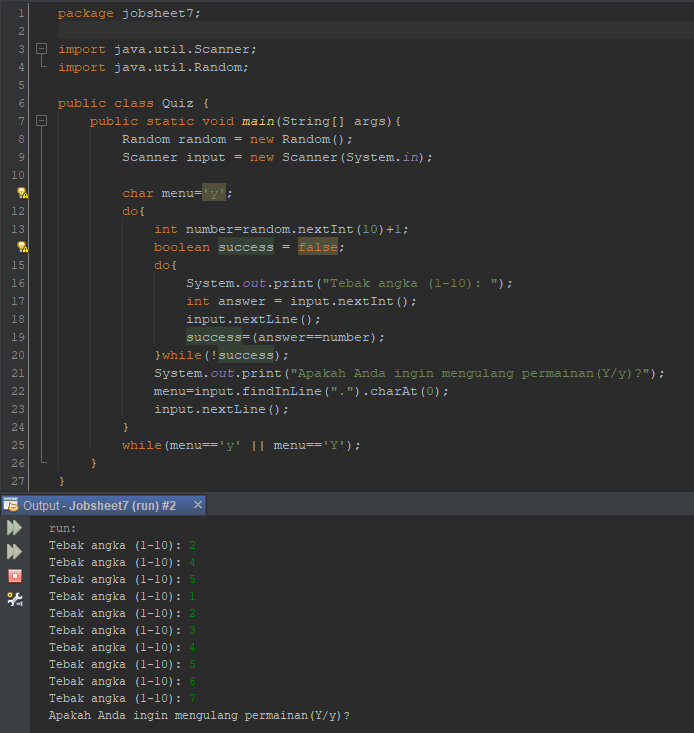 1 package jobsheet7;
2
3 import java.util.Scanner;
4 import java.util.Random;
5
6 public class Quiz {
7 public static void main(String[] args){
8 Random random = new Random();
9 Scanner input = new Scanner(System.in);
10
char menu='y';
12 do{
13 int number=random.nextInt(10)+1;
boolean success = false;
15 do{
16 System.out.print("Tebak angka (1-10): ");
17 int answer = input.nextInt();
18 input.nextLine();
19 success=(answer==number);
20 }while(!success);
21 System.out.print("Apakah Anda ingin mengulang permainan(Y/y)?");
22 menu=input.findInLine(".").charAt(0);
23 input.nextLine();
24 }
25 while(menu=='y' || menu=='Y');
26 }
27 }
Output - Jobsheet7 (run) #2 ×
run:
Tebak angka (1-10): 2
Tebak angka (1-10): 4
Tebak angka (1-10): 5
Tebak angka (1-10): 1
Tebak angka (1-10): 2
Tebak angka (1-10): 3
Tebak angka (1-10): 4
Tebak angka (1-10): 5
Tebak angka (1-10): 6
Tebak angka (1-10): 7
Apakah Anda ingin mengulang permainan(Y/y)?